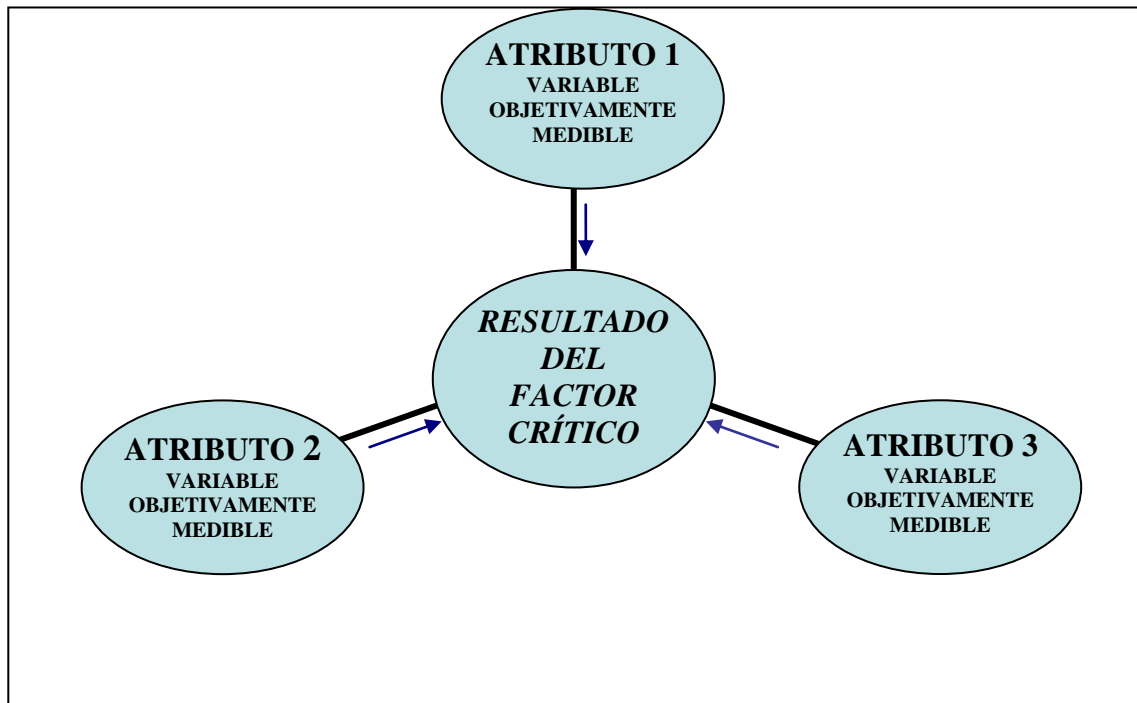 ATRIBUTO 1
VARIABLE
OBJETIVAMENTE
MEDIBLE
RESULTADO
DEL
FACTOR
CRÍTICO
ATRIBUTO 2
VARIABLE
OBJETIVAMENTE
MEDIBLE
ATRIBUTO 3
VARIABLE
OBJETIVAMENTE
MEDIBLE